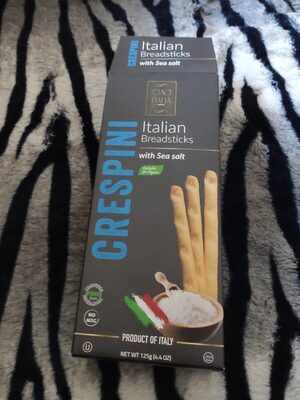 CRESPINI
Italian
Breadsticks
with Sea salt
CIAO
ITALIA
Italian
Breadsticks
with Sea salt
CRESPINI
NO
MSG
PRODUCT OF ITALY
NET WT 125g (4.4 OZ)
U